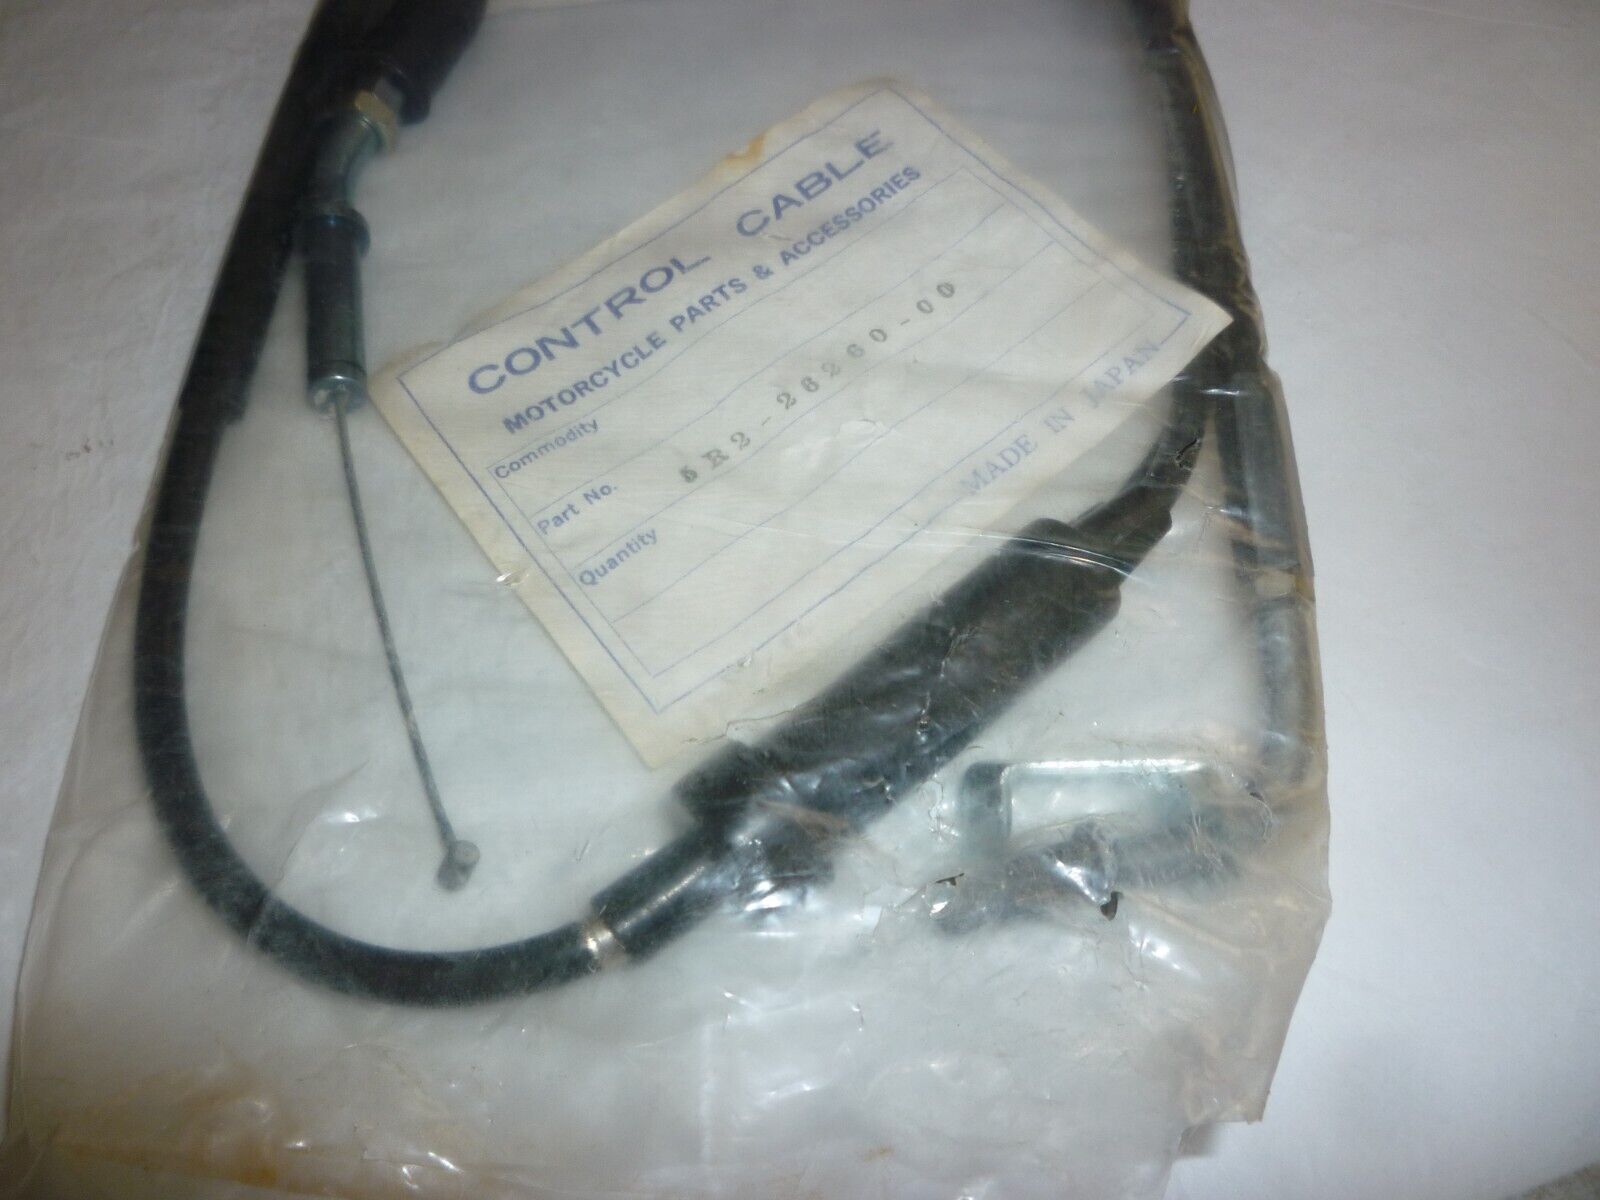 CONTROL CABLE
MOTORCYCLE PARTS & ACCESSORIES
Commodity
Part No. 5R2-26260-00
Quantity
MADE IN JAPAN